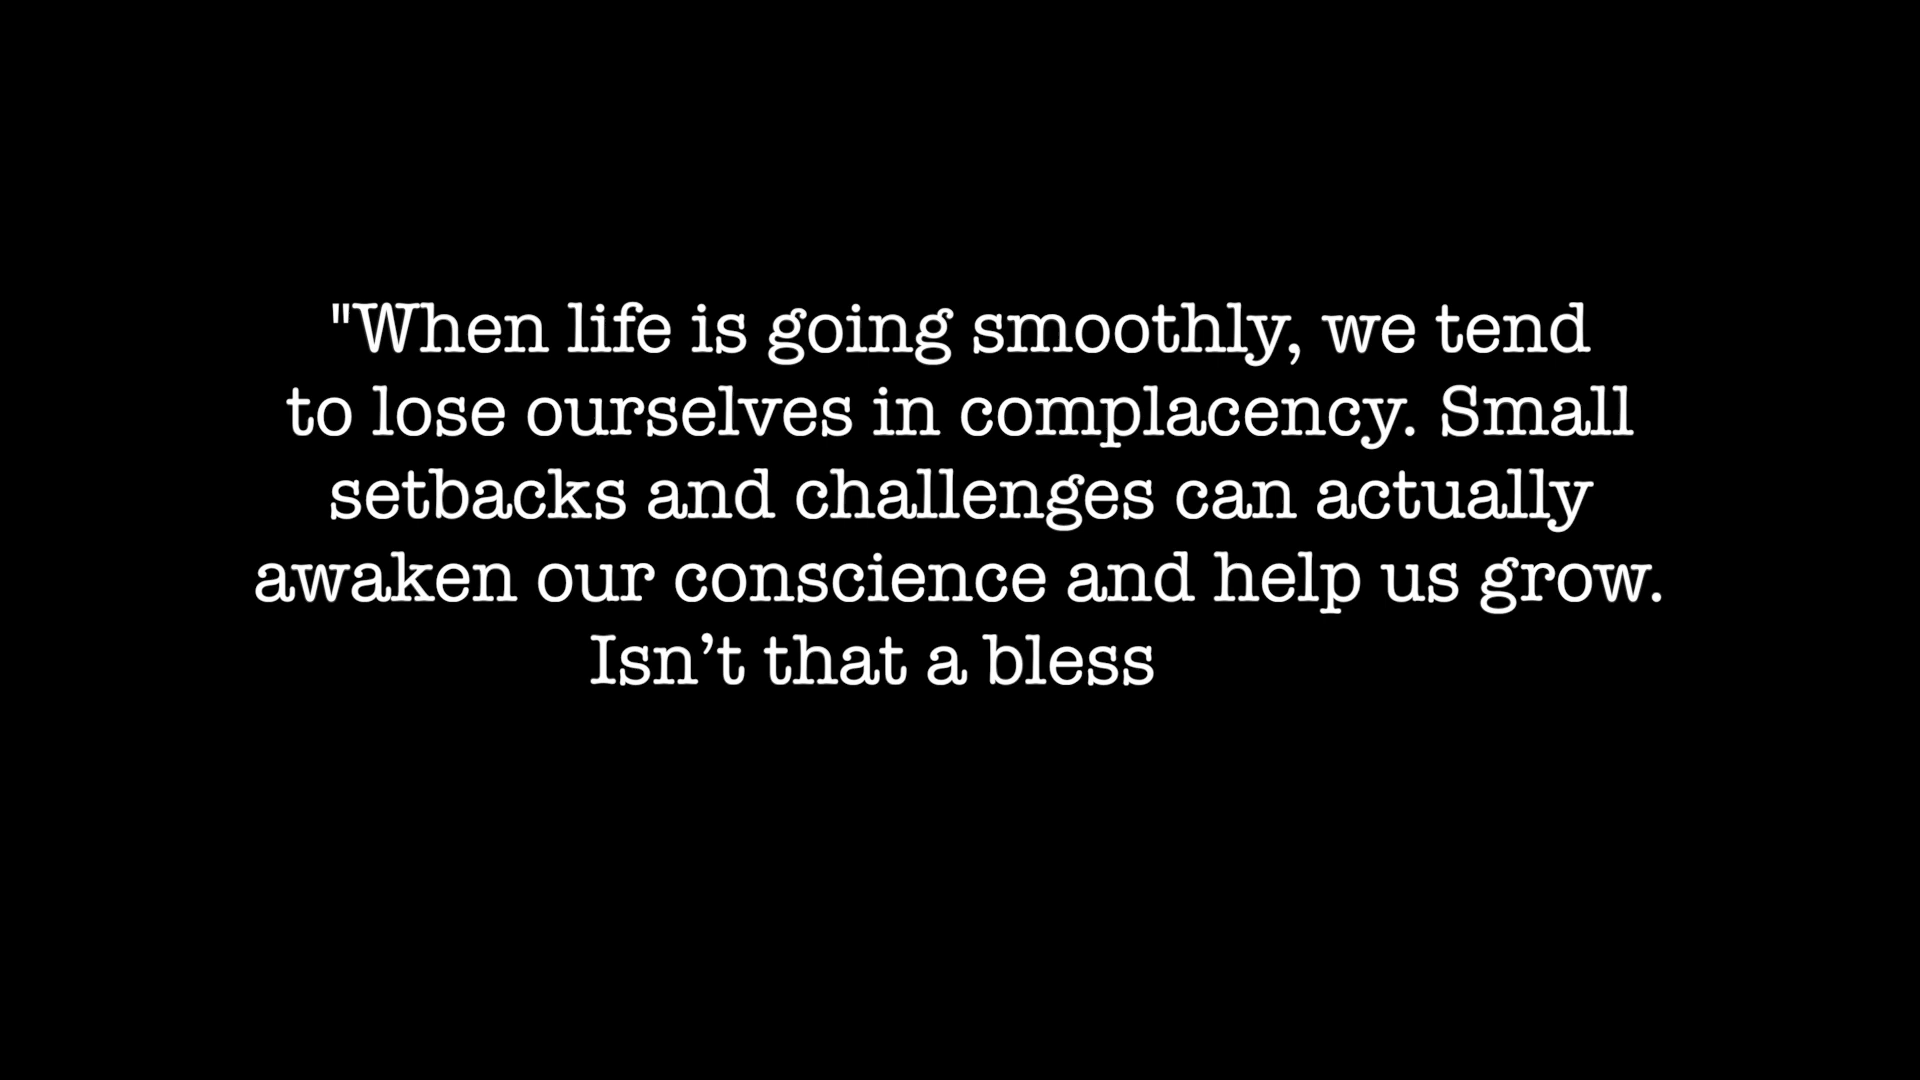 "When life is going smoothly, we tend
to lose ourselves in complacency. Small
setbacks and challenges can actually
awaken our conscience and help us grow.
Isn’t that a bless